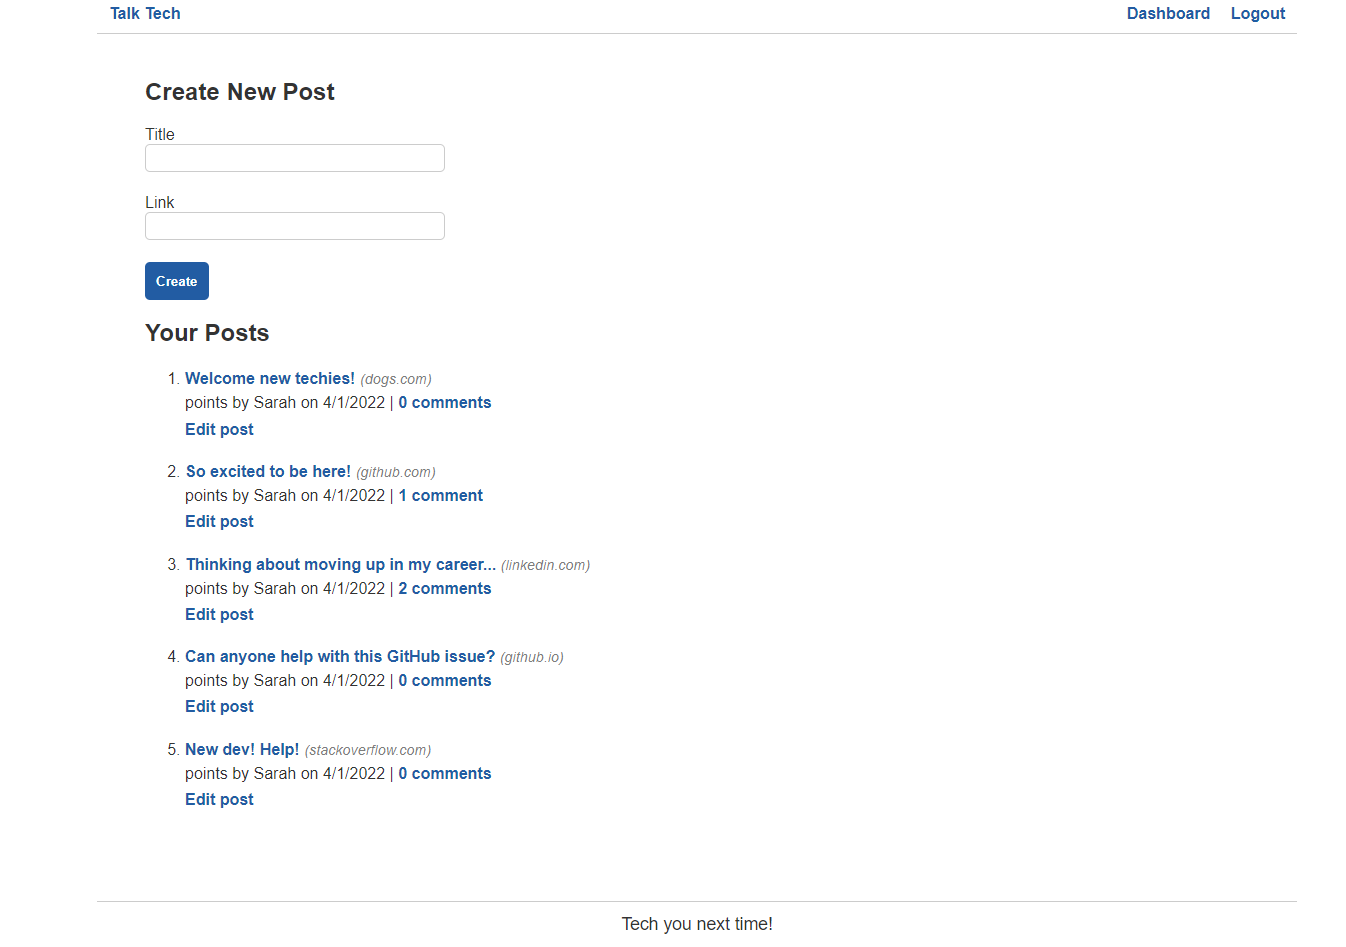 Talk Tech Dashboard Logout
Create New Post
Title
Link
Create
Your Posts
1. Welcome new techies! (dogs.com)
points by Sarah on 4/1/2022 | 0 comments
Edit post
2. So excited to be here! (github.com)
points by Sarah on 4/1/2022 | 1 comment
Edit post
3. Thinking about moving up in my career... (linkedin.com)
points by Sarah on 4/1/2022 | 2 comments
Edit post
4. Can anyone help with this GitHub issue? (github.io)
points by Sarah on 4/1/2022 | 0 comments
Edit post
5. New dev! Help! (stackoverflow.com)
points by Sarah on 4/1/2022 | 0 comments
Edit post
Tech you next time!